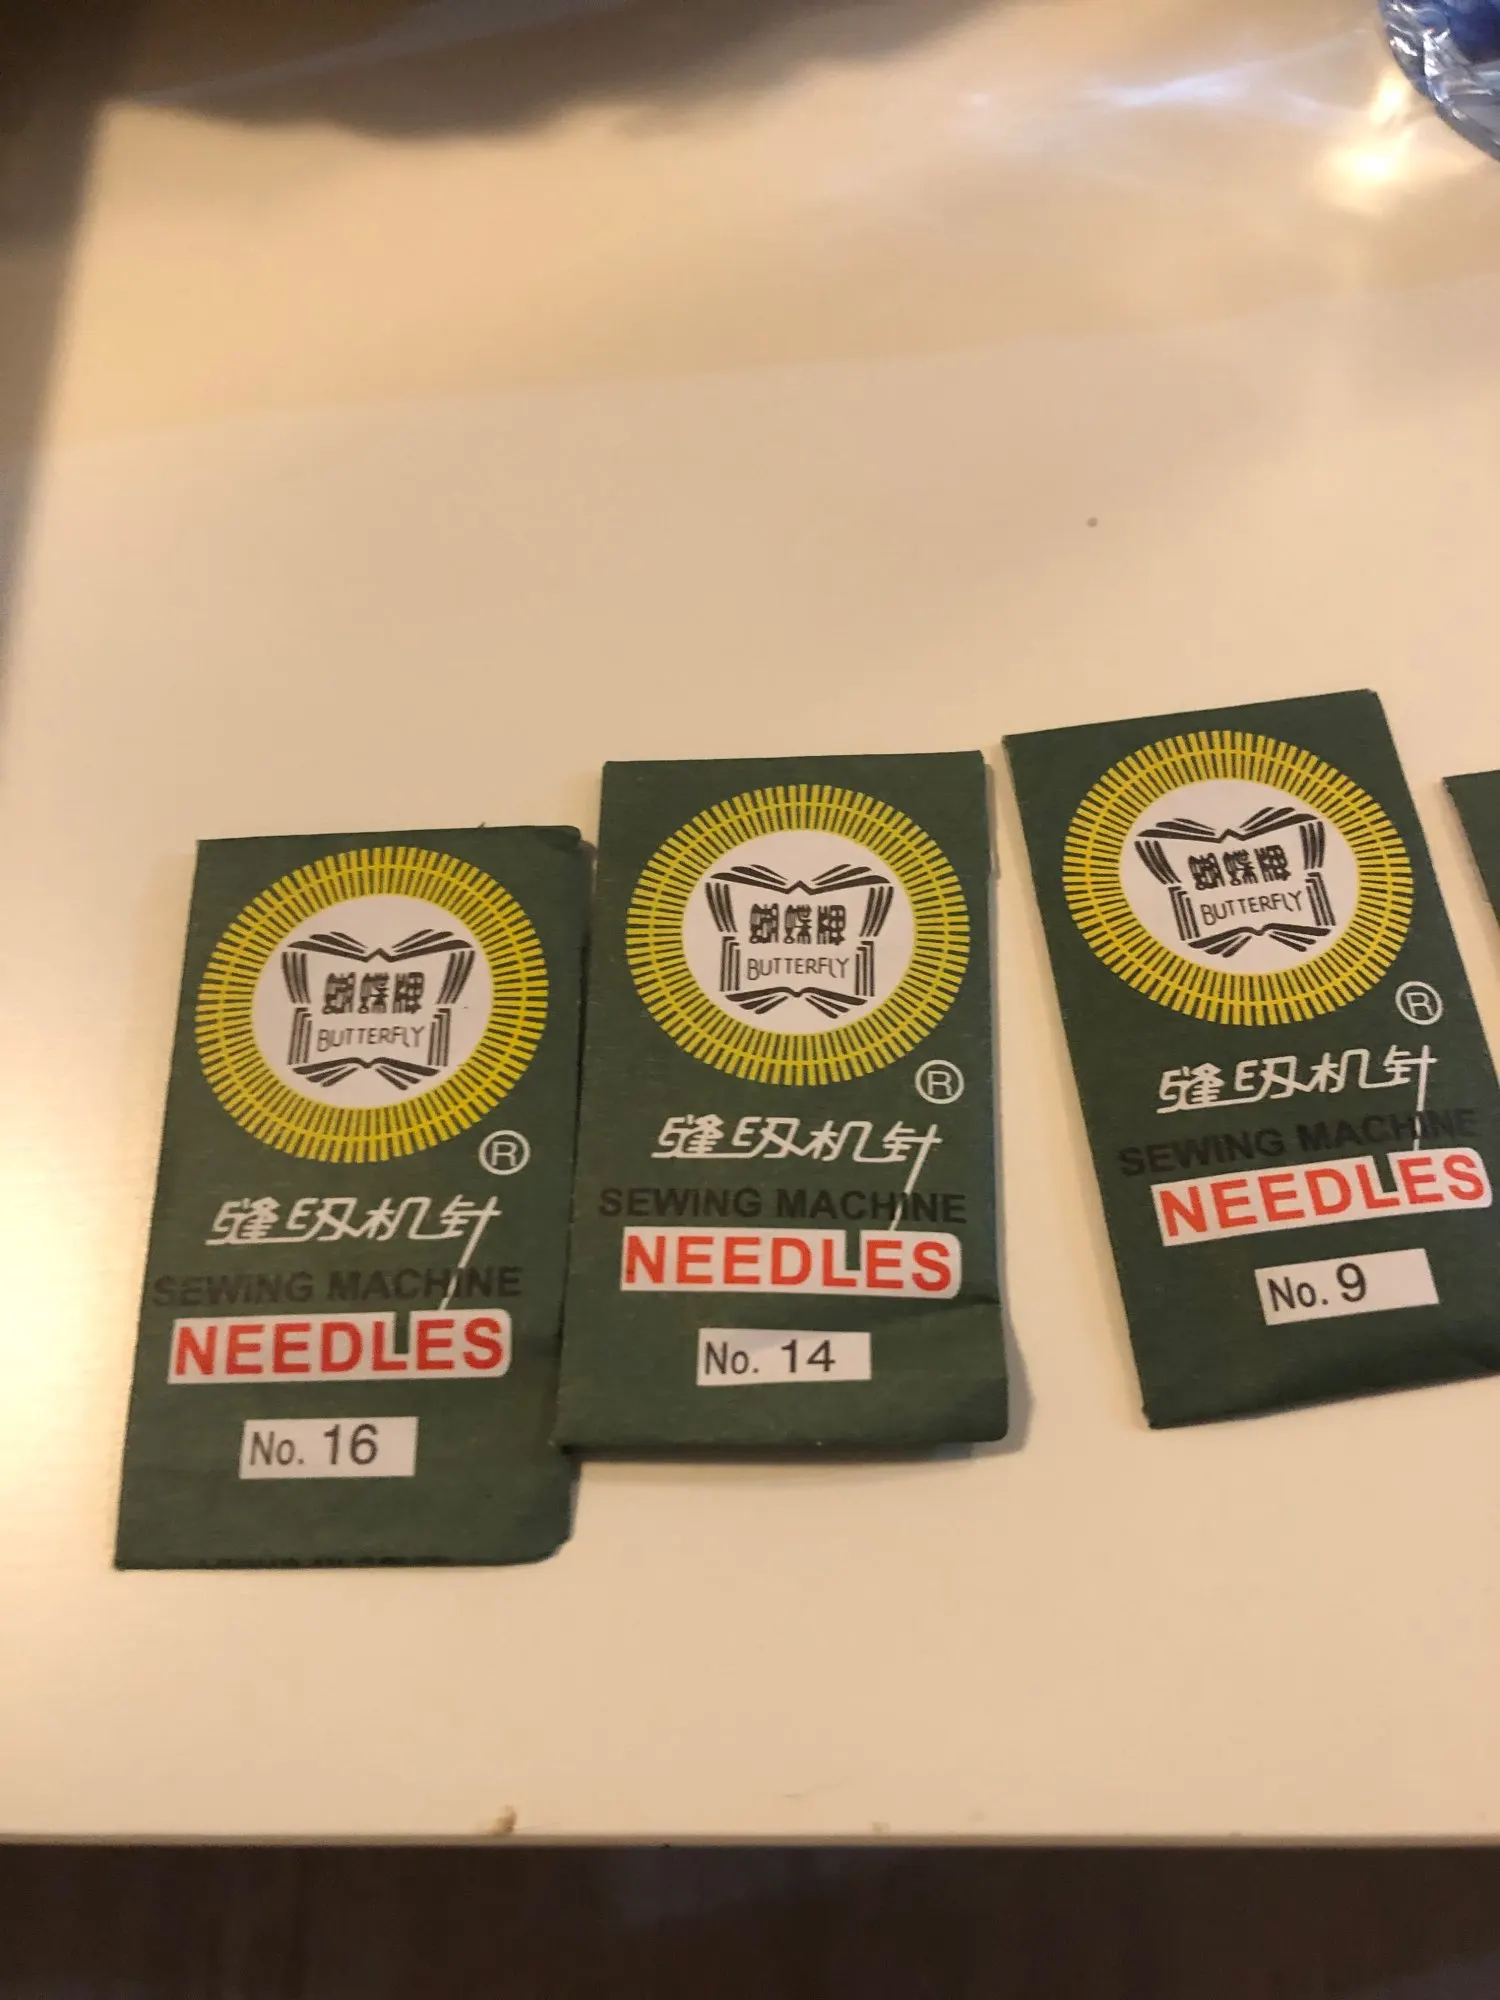 蝴蝶牌
BUTTERFLY
®
缝纫机针
SEWING MACHINE
NEEDLES
No. 16
蝴蝶牌
BUTTERFLY
®
缝纫机针
SEWING MACHINE
NEEDLES
No. 14
蝴蝶牌
BUTTERFLY
®
缝纫机针
SEWING MACHINE
NEEDLES
No. 9